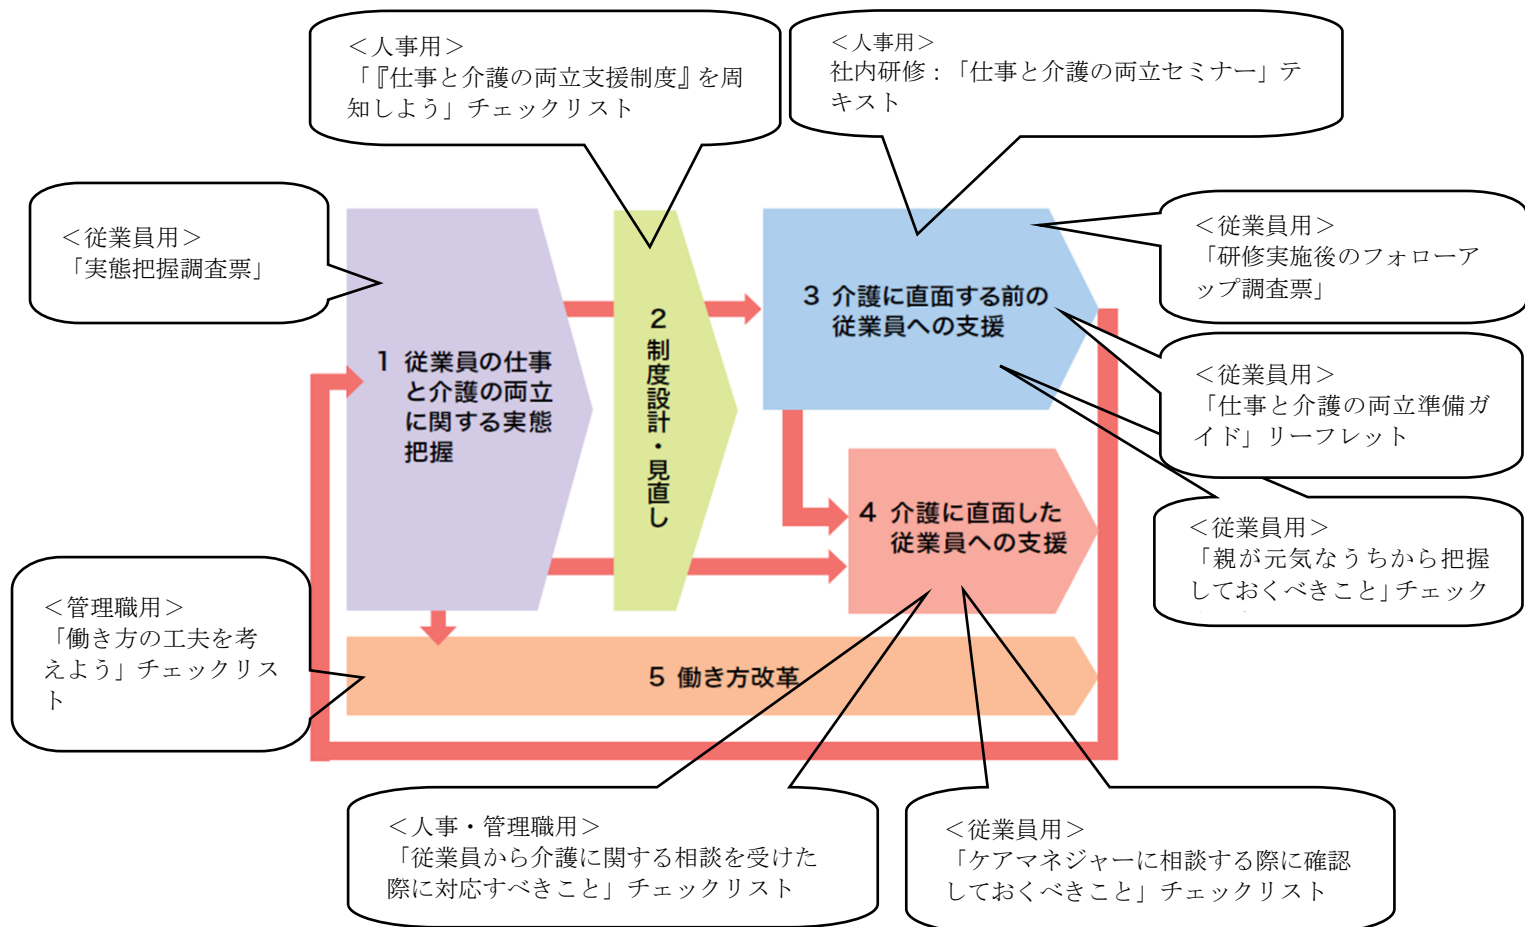 ＜人事用＞
「『仕事と介護の両立支援制度』を周
知しよう」チェックリスト
＜人事用＞
社内研修：「仕事と介護の両立セミナー」テ
キスト
＜従業員用＞
「実態把握調査票」
＜従業員用＞
「研修実施後のフォローア
ップ調査票」
1 従業員の仕事
と介護の両立
に関する実態
把握
2 制度設計・見直し
3 介護に直面する前の
従業員への支援
＜従業員用＞
「仕事と介護の両立準備ガ
イド」リーフレット
4 介護に直面した
従業員への支援
＜従業員用＞
「親が元気なうちから把握
しておくべきこと」チェック
＜管理職用＞
「働き方の工夫を考
えよう」チェックリス
ト
5 働き方改革
＜人事・管理職用＞
「従業員から介護に関する相談を受けた
際に対応すべきこと」チェックリスト
＜従業員用＞
「ケアマネジャーに相談する際に確認
しておくべきこと」チェックリスト